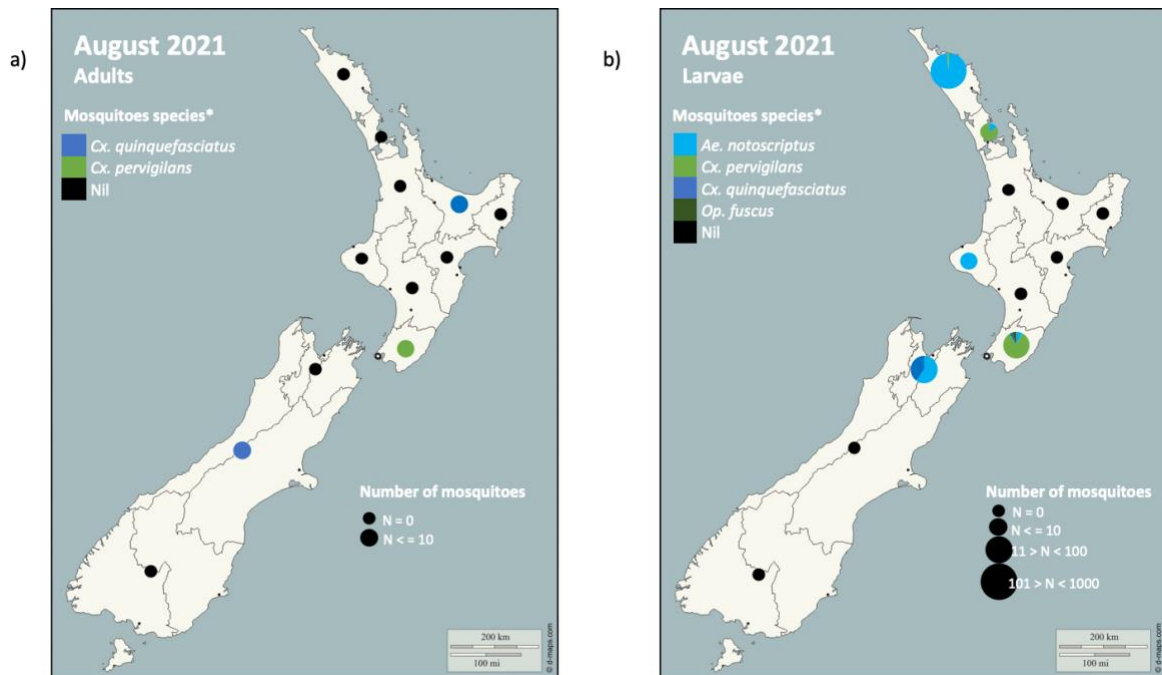 a)
August 2021
Adults
Mosquitoes species*
Cx. quinquefasciatus
Cx. pervigilans
Nil
Number of mosquitoes
N = 0
N < = 10
200 km
100 mi
© d-maps.com
b)
August 2021
Larvae
Mosquitoes species*
Ae. notoscriptus
Cx. pervigilans
Cx. quinquefasciatus
Op. fuscus
Nil
Number of mosquitoes
N = 0
N < = 10
11 > N < 100
101 > N < 1000
200 km
100 mi
© d-maps.com